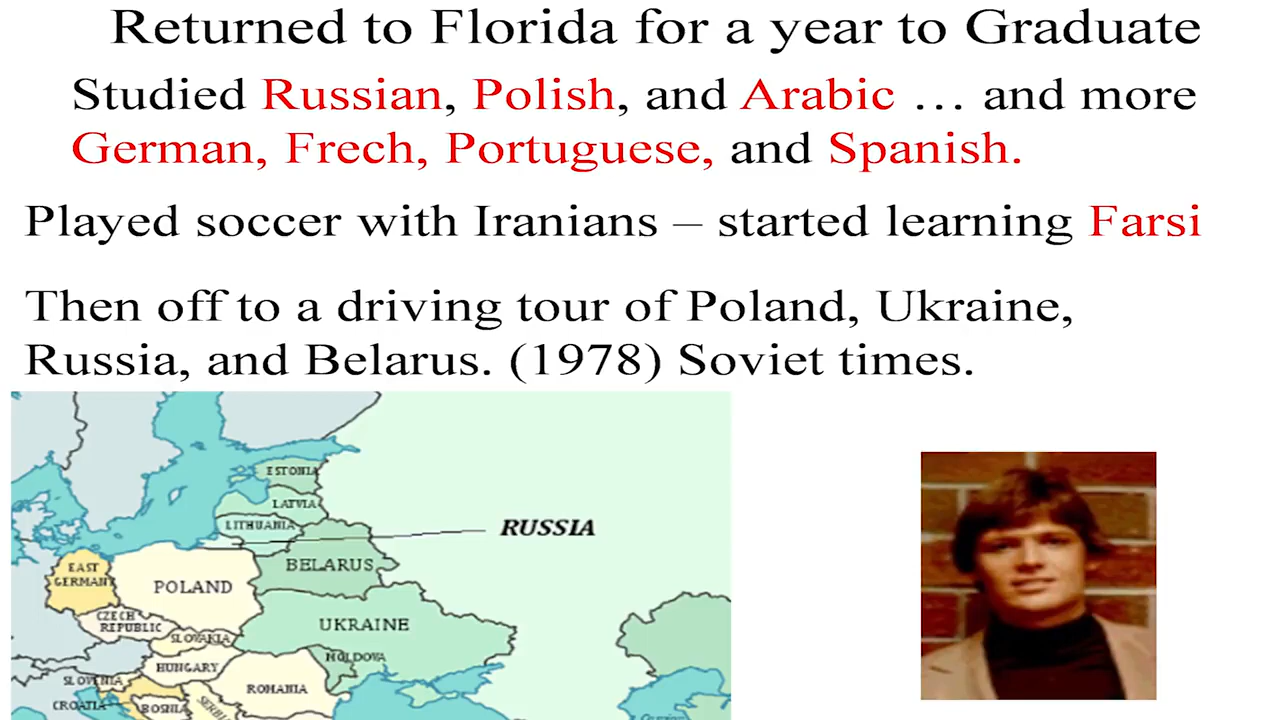 Returned to Florida for a year to Graduate
Studied Russian, Polish, and Arabic … and more
German, Frech, Portuguese, and Spanish.
Played soccer with Iranians – started learning Farsi
Then off to a driving tour of Poland, Ukraine,
Russia, and Belarus. (1978) Soviet times.
ESTONIA
LATVIA
LITHUANIA
RUSSIA
BELARUS
EAST
GERMANY
POLAND
CZECH
REPUBLIC
UKRAINE
SLOVAKIA
MOLDOVA
HUNGARY
SLOVENIA
ROMANIA
CROATIA
BOSNIA